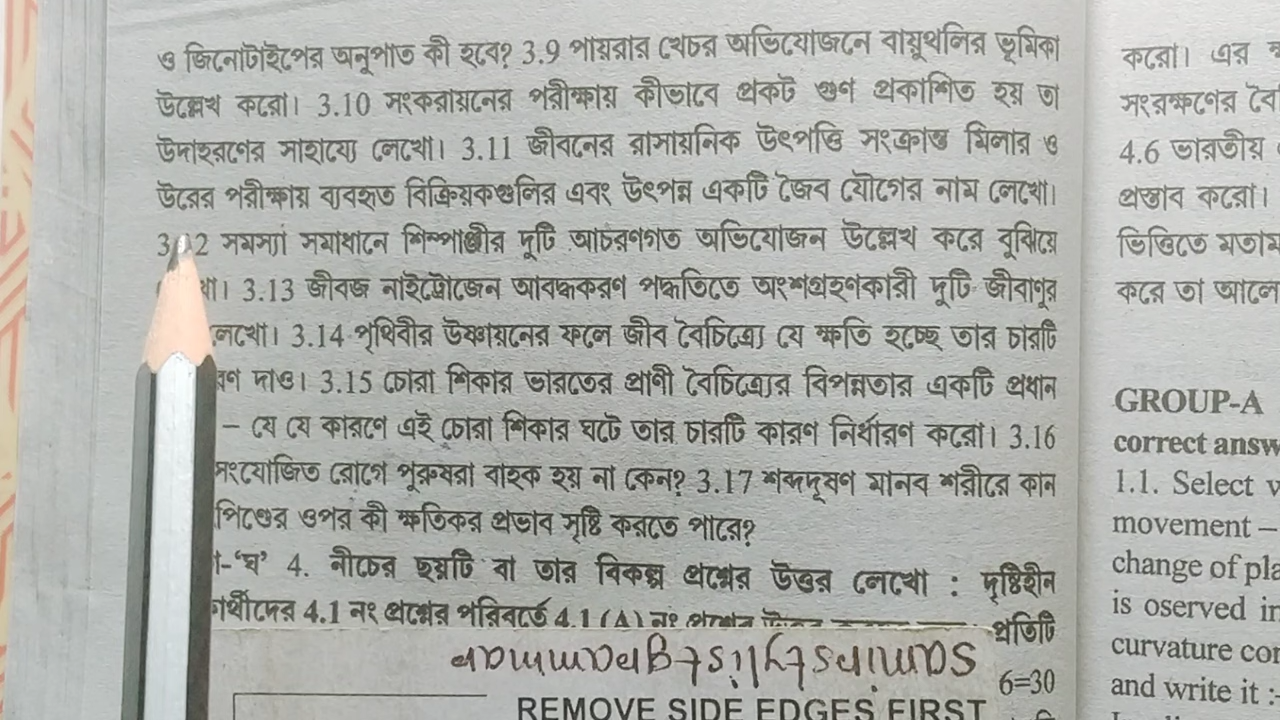 ও জিনোটাইপের অনুপাত কী হবে? 3.9 পায়রার খেচর অভিযোজনে বায়ুথলির ভূমিকা
উল্লেখ করো। 3.10 সংকরায়নের পরীক্ষায় কীভাবে প্রকট গুণ প্রকাশিত হয় তা
উদাহরণের সাহায্যে লেখো। 3.11 জীবনের রাসায়নিক উৎপত্তি সংক্রান্ত মিলার ও
উরের পরীক্ষায় ব্যবহৃত বিক্রিয়কগুলির এবং উৎপন্ন একটি জৈব যৌগের নাম লেখো।
সমস্যা সমাধানে শিম্পাঞ্জীর দুটি আচরণগত অভিযোজন উল্লেখ করে বুঝিয়ে
3.13 জীবজ নাইট্রোজেন আবদ্ধকরণ পদ্ধতিতে অংশগ্রহণকারী দুটি জীবাণুর
3.14 পৃথিবীর উষ্ণায়নের ফলে জীব বৈচিত্র্যে যে ক্ষতি হচ্ছে তার চারটি
দাও। 3.15 চোরা শিকার ভারতের প্রাণী বৈচিত্র্যের বিপন্নতার একটি প্রধান
– যে যে কারণে এই চোরা শিকার ঘটে তার চারটি কারণ নির্ধারণ করো। 3.16
সংযোজিত রোগে পুরুষরা বাহক হয় না কেন? 3.17 শব্দদূষণ মানব শরীরে কান
পিণ্ডের ওপর কী ক্ষতিকর প্রভাব সৃষ্টি করতে পারে?
‘ঘ’ 4. নীচের ছয়টি বা তার বিকল্প প্রশ্নের উত্তর লেখো : দৃষ্টিহীন
4.1 নং প্রশ্নের পরিবর্তে 4.1 (A) নং প্রশ্নের প্রতিটি
6=30
samirstylistgrammar
REMOVE SIDE EDGES FIRST
করো। এর
সংরক্ষণের
4.6 ভারতীয়
প্রস্তাব করো।
ভিত্তিতে
করে তা
GROUP-A
correct
1.1. Select
movement –
change of
is oserved
curvature
and write it :